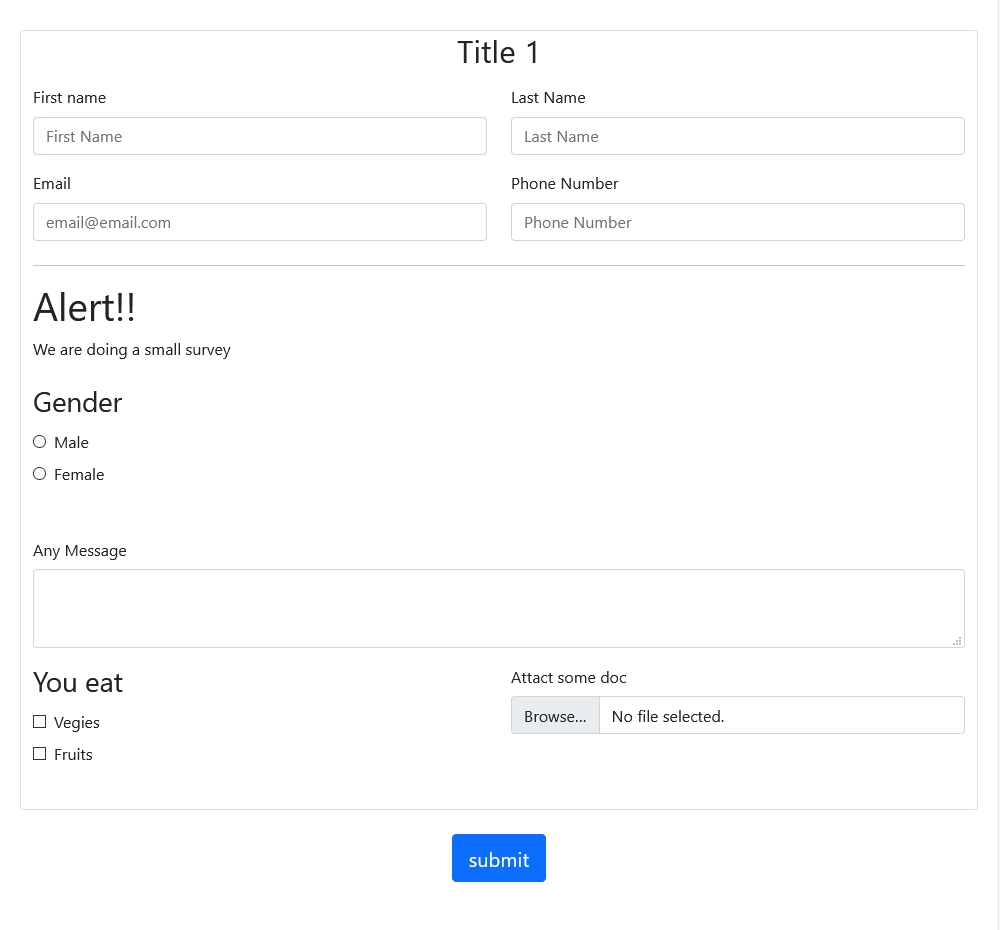 Title 1
First name
Last Name
First Name
Last Name
Email
Phone Number
email@email.com
Phone Number
Alert!!
We are doing a small survey
Gender
Male
Female
Any Message
You eat
Attact some doc
Vegies
Browse... No file selected.
Fruits
submit